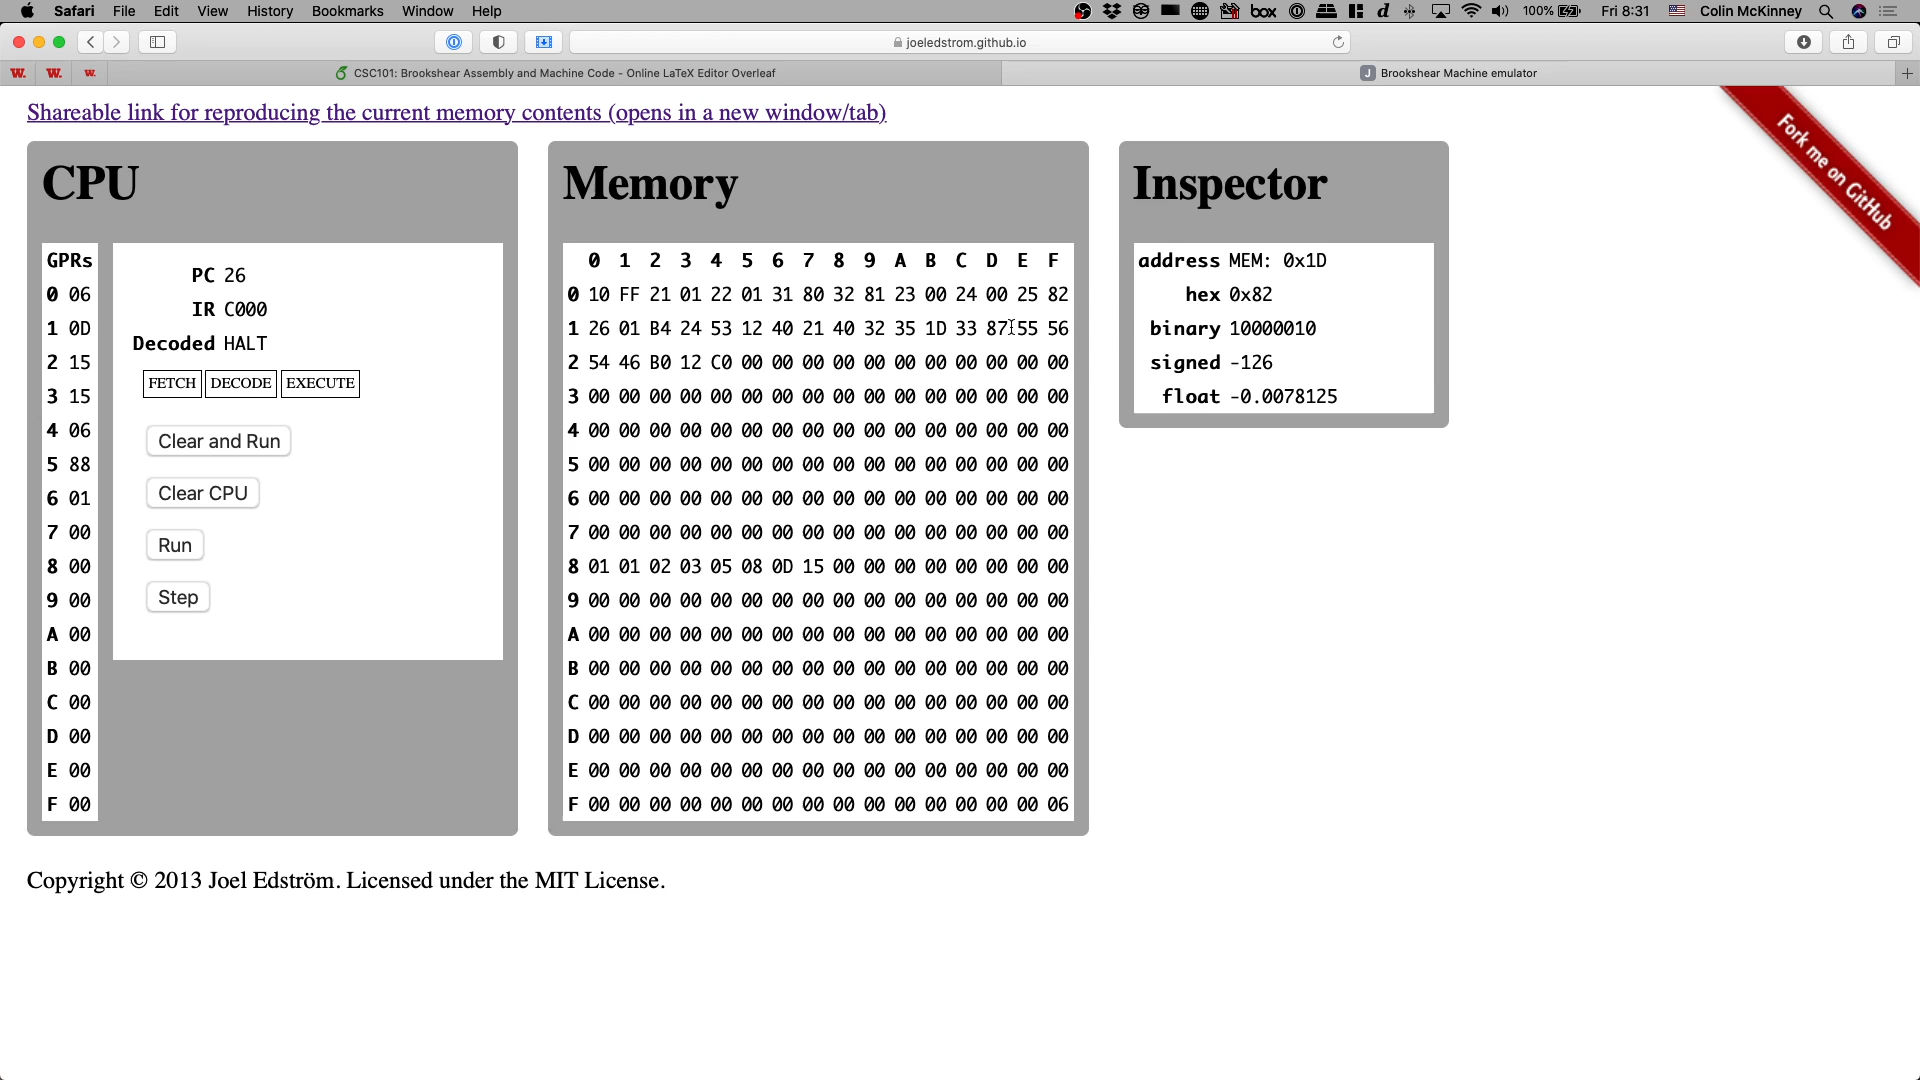 Safari File Edit View History Bookmarks Window Help box d 100% Fri 8:31 Colin McKinney
joeledstrom.github.io
W. W. W. CSC101: Brookshear Assembly and Machine Code - Online LaTeX Editor Overleaf J Brookshear Machine emulator
Shareable link for reproducing the current memory contents (opens in a new window/tab)
Fork me on GitHub
CPU
GPRs
0 06
1 0D
2 15
3 15
4 06
5 88
6 01
7 00
8 00
9 00
A 00
B 00
C 00
D 00
E 00
F 00
PC 26
IR C000
Decoded HALT
FETCH DECODE EXECUTE
Clear and Run
Clear CPU
Run
Step
Memory
0 1 2 3 4 5 6 7 8 9 A B C D E F
0 10 FF 21 01 22 01 31 80 32 81 23 00 24 00 25 82
1 26 01 B4 24 53 12 40 21 40 32 35 1D 33 87 55 56
2 54 46 B0 12 C0 00 00 00 00 00 00 00 00 00 00 00
3 00 00 00 00 00 00 00 00 00 00 00 00 00 00 00 00
4 00 00 00 00 00 00 00 00 00 00 00 00 00 00 00 00
5 00 00 00 00 00 00 00 00 00 00 00 00 00 00 00 00
6 00 00 00 00 00 00 00 00 00 00 00 00 00 00 00 00
7 00 00 00 00 00 00 00 00 00 00 00 00 00 00 00 00
8 01 01 02 03 05 08 0D 15 00 00 00 00 00 00 00 00
9 00 00 00 00 00 00 00 00 00 00 00 00 00 00 00 00
A 00 00 00 00 00 00 00 00 00 00 00 00 00 00 00 00
B 00 00 00 00 00 00 00 00 00 00 00 00 00 00 00 00
C 00 00 00 00 00 00 00 00 00 00 00 00 00 00 00 00
D 00 00 00 00 00 00 00 00 00 00 00 00 00 00 00 00
E 00 00 00 00 00 00 00 00 00 00 00 00 00 00 00 00
F 00 00 00 00 00 00 00 00 00 00 00 00 00 00 00 06
Inspector
address MEM: 0x1D
hex 0x82
binary 10000010
signed -126
float -0.0078125
Copyright © 2013 Joel Edström. Licensed under the MIT License.